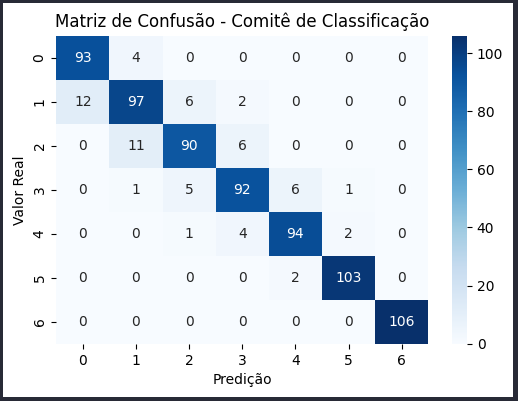 Matriz de Confusão - Comitê de Classificação
0 93 4 0 0 0 0 0
1 12 97 6 2 0 0 0
2 0 11 90 6 0 0 0
3 0 1 5 92 6 1 0
4 0 0 1 4 94 2 0
5 0 0 0 0 2 103 0
6 0 0 0 0 0 0 106
0 1 2 3 4 5 6
Predição
Valor Real
100
80
60
40
20
0